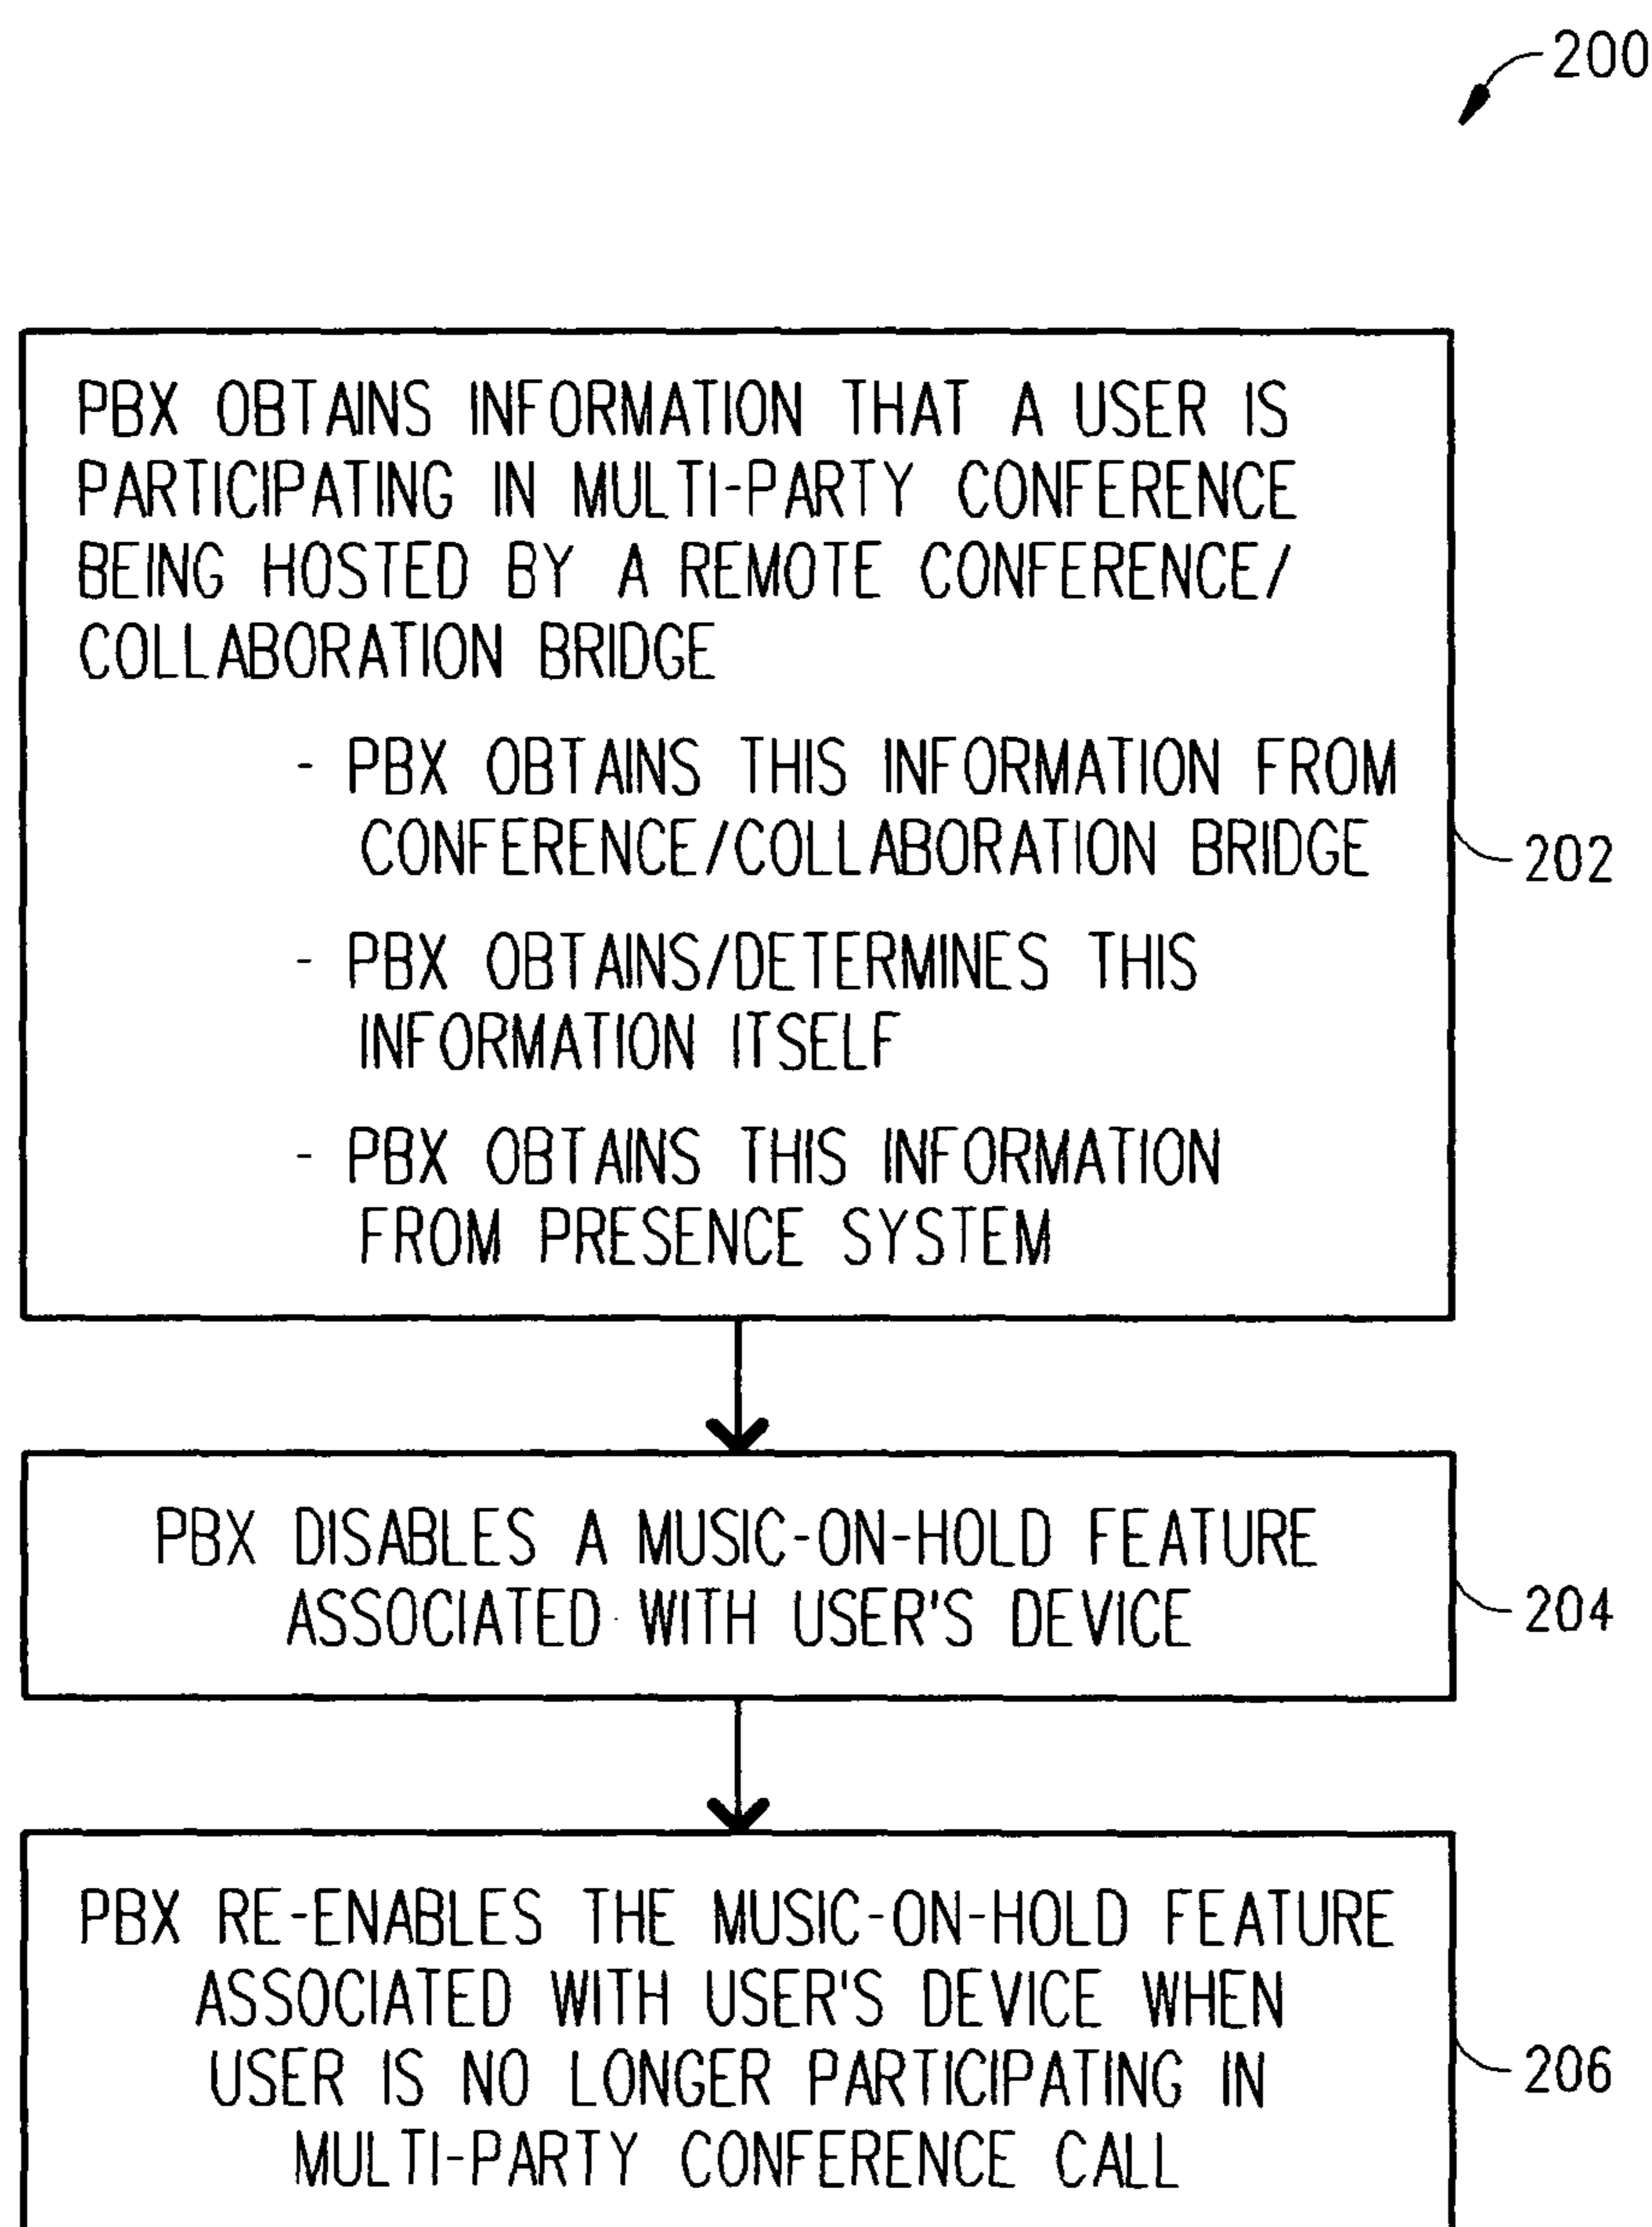 200
PBX OBTAINS INFORMATION THAT A USER IS
PARTICIPATING IN MULTI-PARTY CONFERENCE
BEING HOSTED BY A REMOTE CONFERENCE/
COLLABORATION BRIDGE
- PBX OBTAINS THIS INFORMATION FROM
CONFERENCE/COLLABORATION BRIDGE
- PBX OBTAINS/DETERMINES THIS
INFORMATION ITSELF
- PBX OBTAINS THIS INFORMATION
FROM PRESENCE SYSTEM
202
PBX DISABLES A MUSIC-ON-HOLD FEATURE
ASSOCIATED WITH USER'S DEVICE
204
PBX RE-ENABLES THE MUSIC-ON-HOLD FEATURE
ASSOCIATED WITH USER'S DEVICE WHEN
USER IS NO LONGER PARTICIPATING IN
MULTI-PARTY CONFERENCE CALL
206